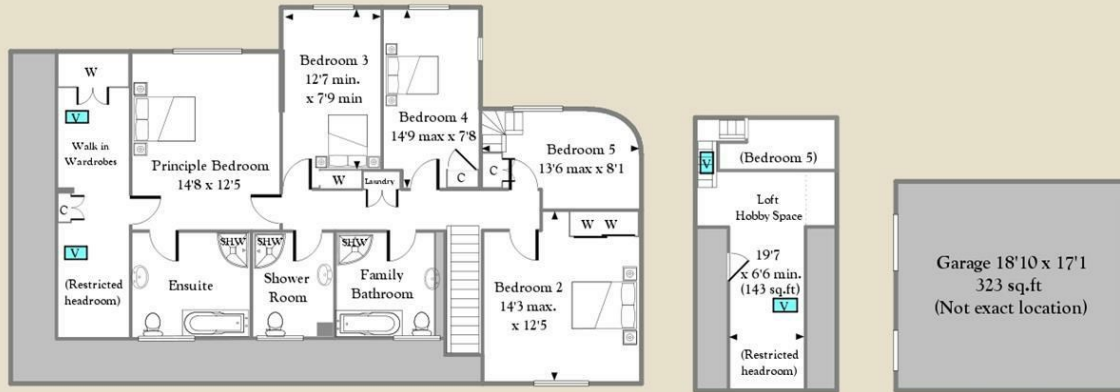 W
V
Walk in
Wardrobes
C
V
(Restricted
headroom)
Principle Bedroom
14'8 x 12'5
SHW
Ensuite
SHW
Shower
Room
SHW
Family
Bathroom
Bedroom 3
12'7 min.
x 7'9 min
W
Laundry
Bedroom 4
14'9 max x 7'8
C
C
Bedroom 5
13'6 max x 8'1
W W
Bedroom 2
14'3 max.
x 12'5
V
(Bedroom 5)
Loft
Hobby Space
19'7
x 6'6 min.
(143 sq.ft)
V
(Restricted
headroom)
Garage 18'10 x 17'1
323 sq.ft
(Not exact location)